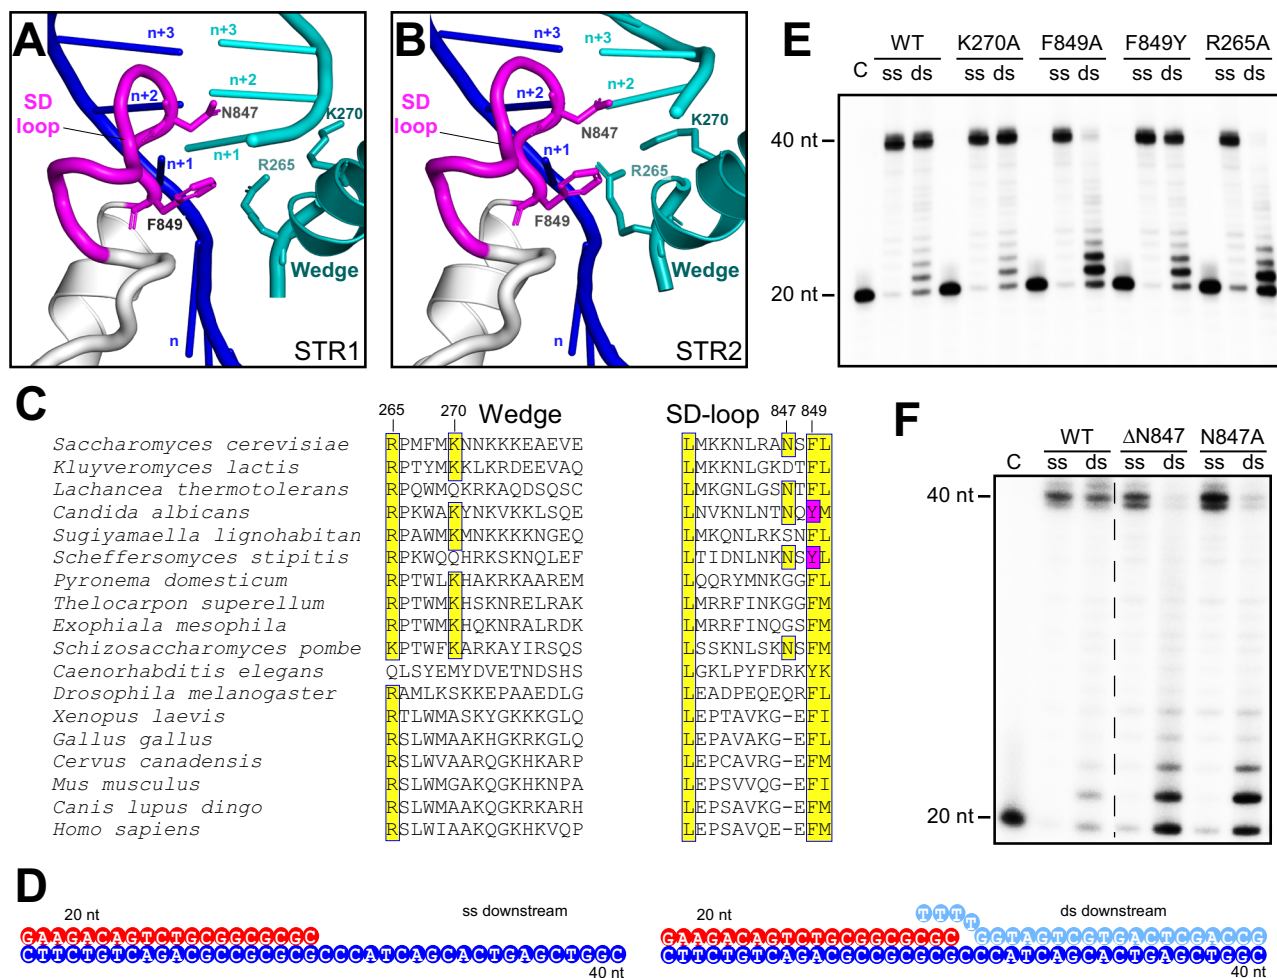 A
B
E
n+3
n+3
n+2
n+2
SD
loop
N847
K270
n+1
n+1
R265
F849
Wedge
n
STR1
n+3
n+3
n+2
n+2
SD
loop
N847
K270
n+1
R265
F849
Wedge
n
STR2
WT K270A F849A F849Y R265A
C ss ds ss ds ss ds ss ds ss ds
40 nt
20 nt
C
265 270 Wedge SD-loop 847 849
Saccharomyces cerevisiae RPMFMKNNKKKEAEVE LMKKNLRANSFL
Kluyveromyces lactis RPTYMKKLKRDEEVAQ LMKKNLGKDTFL
Lachancea thermotolerans RPQWMQKRKAQDSQSC LMKGNLGSNTFL
Candida albicans RPKWAKYNKVKKLSQE LNVKNLNTNQYM
Sugiyamaella lignohabitan RPAWMKMNKKKNGEQ LMKQNLRKSNFL
Scheffersomyces stipitis RPKWQQHRKSKNQLEF LTIDNLNKNSYL
Pyronema domesticum RPTWLKHAKRKAAREM LQQRYMNKGGFL
Thelocarpon superellum RPTWMKHSKNRELRAK LMRRFINKGGFM
Exophiala mesophila RPTWMKHQKNRALRDK LMRRFINQGSFM
Schizosaccharomyces pombe KPTWFKARKAYIRSQS LSSKNLSKNSFM
Caenorhabditis elegans QLSYEMYDVETNDSHS LGKLPYFDRKYK
Drosophila melanogaster RAMLKSKKEPAAEDLG LEADPEQEQRFL
Xenopus laevis RTLWMASKYGKKKGLQ LEPTAVKG-EFI
Gallus gallus RSLWMAAKHGKRKGLQ LEPAVAKG-EFL
Cervus canadensis RSLWVAARQGKHKARP LEPCAVRG-EFM
Mus musculus RSLWMGAKQGKHKNPA LEPSVVQG-EFI
Canis lupus dingo RSLWMAAKQGKRKARH LEPSAVKG-EFM
Homo sapiens RSLWIAAKQGKHKVQP LEPSAVQE-EFM
F
WT ΔN847 N847A
C ss ds ss ds ss ds
40 nt
20 nt
D
20 nt ss downstream
GAAGACAGTCTGCGGCGCGC
40 nt
20 nt ds downstream
GAAGACAGTCTGCGGCGCGC
40 nt